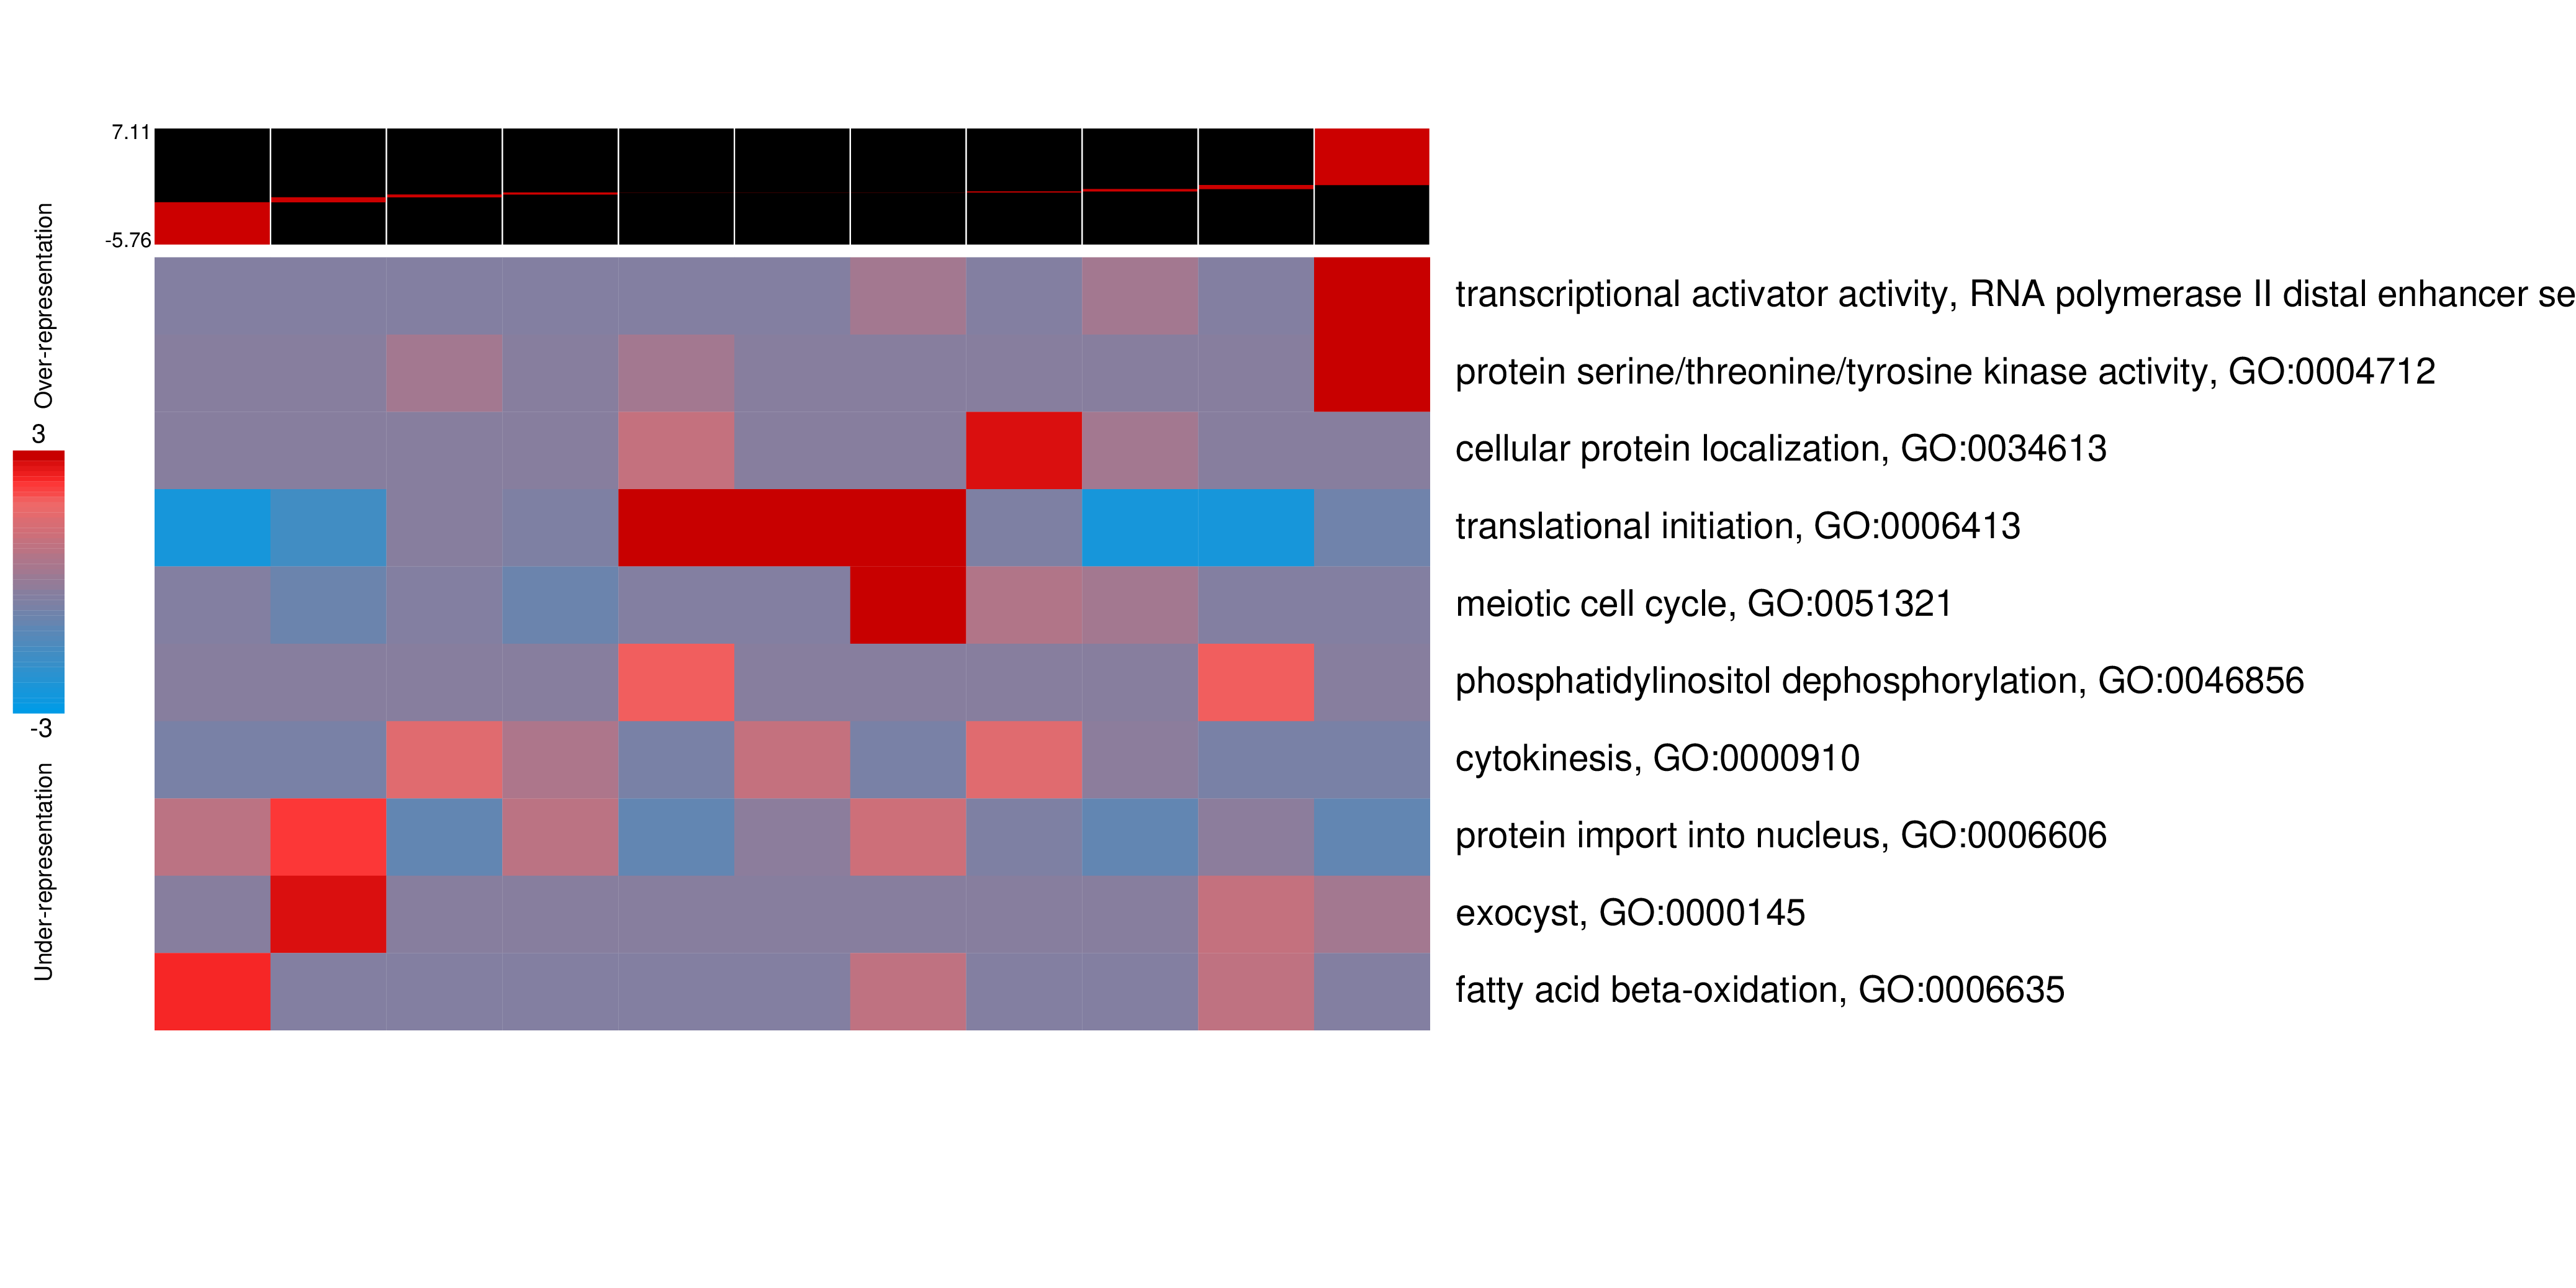 7.11
-5.76
Over-representation
3
-3
Under-representation
transcriptional activator activity, RNA polymerase II distal enhancer se
protein serine/threonine/tyrosine kinase activity, GO:0004712
cellular protein localization, GO:0034613
translational initiation, GO:0006413
meiotic cell cycle, GO:0051321
phosphatidylinositol dephosphorylation, GO:0046856
cytokinesis, GO:0000910
protein import into nucleus, GO:0006606
exocyst, GO:0000145
fatty acid beta-oxidation, GO:0006635